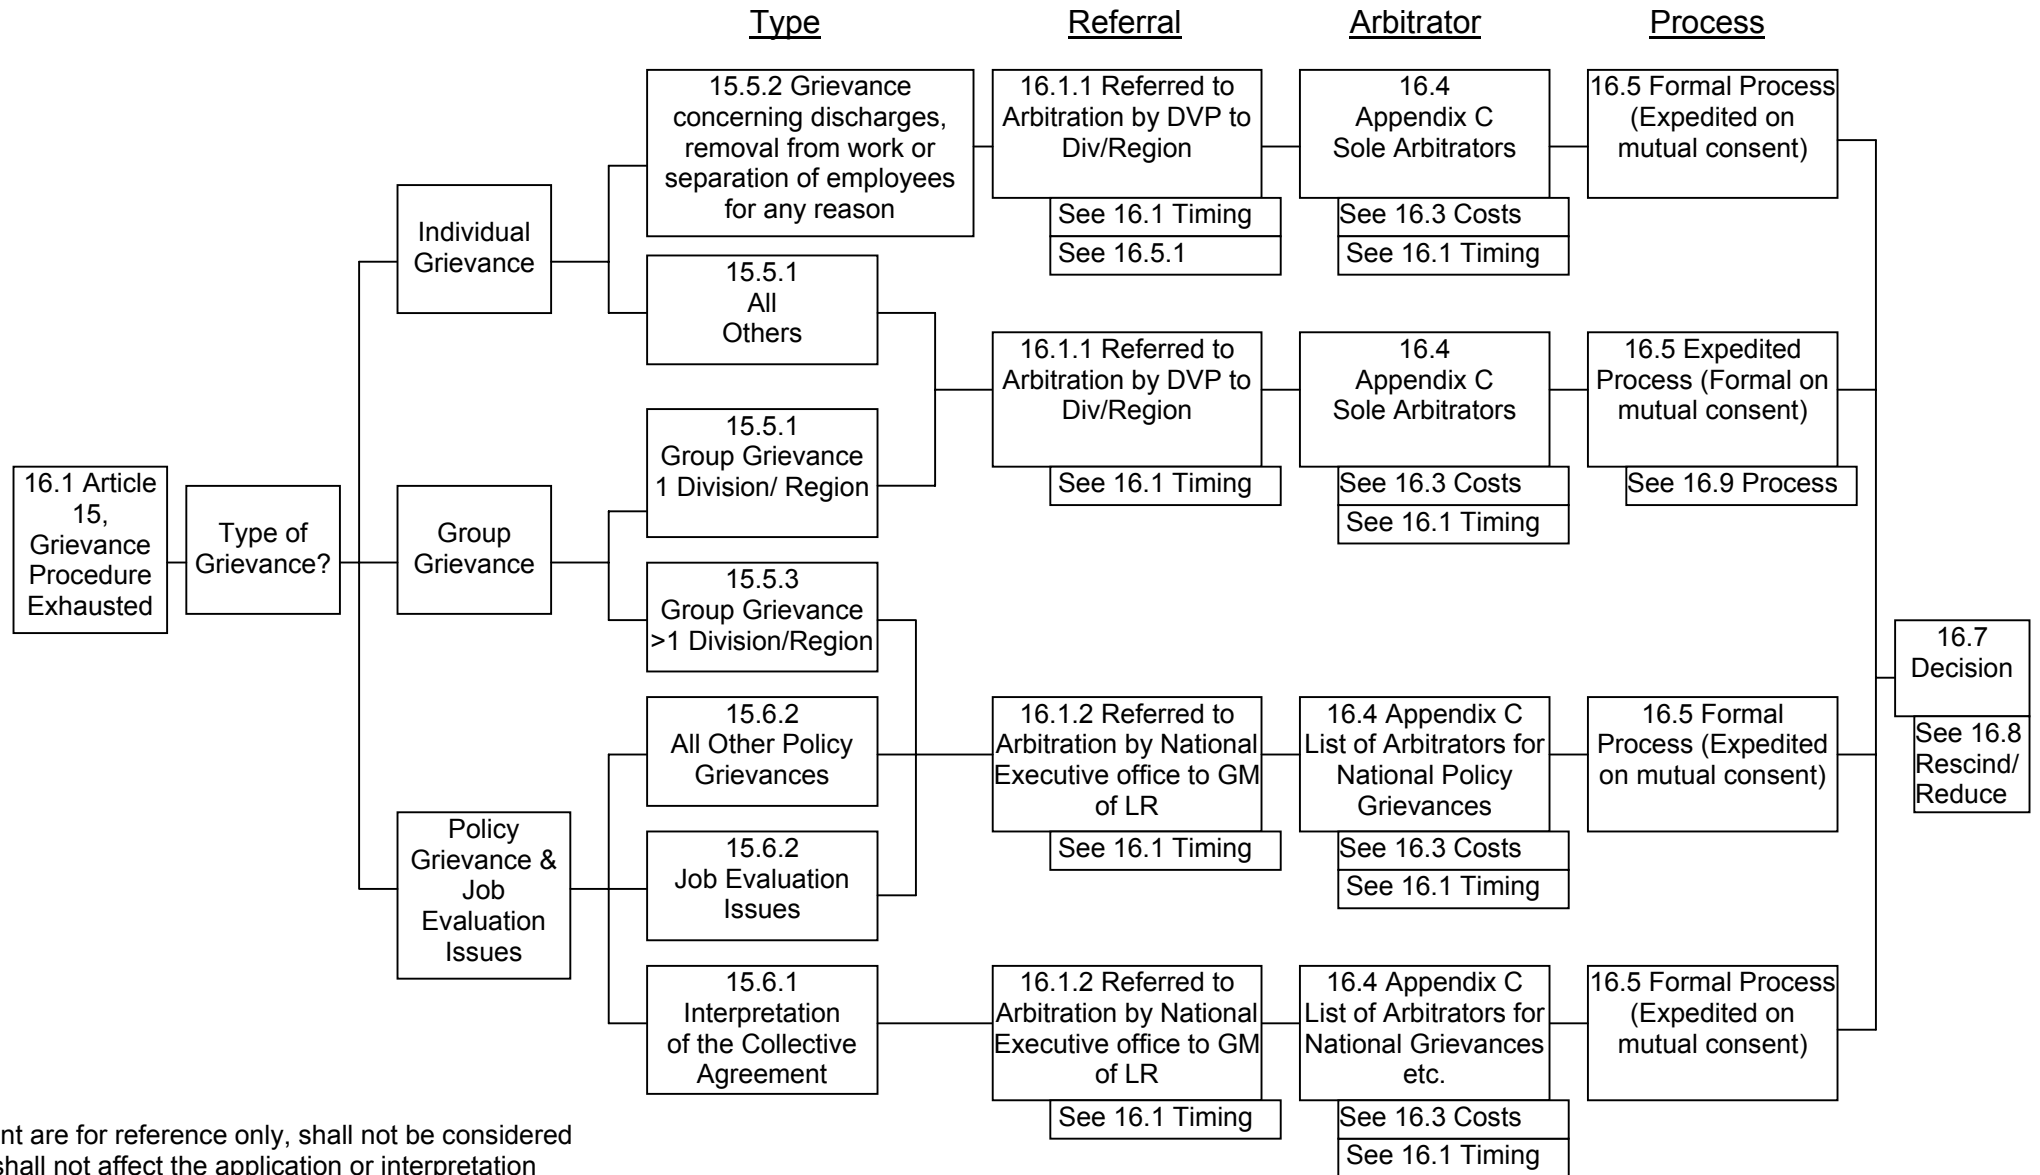 Type
Referral
Arbitrator
Process
15.5.2 Grievance
concerning discharges,
removal from work or
separation of employees
for any reason
16.1.1 Referred to
Arbitration by DVP to
Div/Region
See 16.1 Timing
See 16.5.1
16.4
Appendix C
Sole Arbitrators
See 16.3 Costs
See 16.1 Timing
16.5 Formal Process
(Expedited on
mutual consent)
Individual
Grievance
15.5.1
All
Others
16.1.1 Referred to
Arbitration by DVP to
Div/Region
See 16.1 Timing
16.4
Appendix C
Sole Arbitrators
See 16.3 Costs
See 16.1 Timing
16.5 Expedited
Process (Formal on
mutual consent)
See 16.9 Process
15.5.1
Group Grievance
1 Division/ Region
16.1 Article
15,
Grievance
Procedure
Exhausted
Type of
Grievance?
Group
Grievance
15.5.3
Group Grievance
>1 Division/Region
16.7
Decision
See 16.8
Rescind/
Reduce
15.6.2
All Other Policy
Grievances
16.1.2 Referred to
Arbitration by National
Executive office to GM
of LR
See 16.1 Timing
16.4 Appendix C
List of Arbitrators for
National Policy
Grievances
See 16.3 Costs
See 16.1 Timing
16.5 Formal
Process (Expedited
on mutual consent)
Policy
Grievance &
Job
Evaluation
Issues
15.6.2
Job Evaluation
Issues
15.6.1
Interpretation
of the Collective
Agreement
16.1.2 Referred to
Arbitration by National
Executive office to GM
of LR
See 16.1 Timing
16.4 Appendix C
List of Arbitrators for
National Grievances
etc.
See 16.3 Costs
See 16.1 Timing
16.5 Formal Process
(Expedited on
mutual consent)
nt are for reference only, shall not be considered
shall not affect the application or interpretation